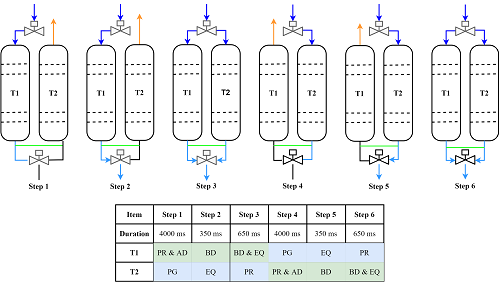 T1 T2 T1 T2 T1 T2 T1 T2 T1 T2 T1 T2
Step 1 Step 2 Step 3 Step 4 Step 5 Step 6
Item Step 1 Step 2 Step 3 Step 4 Step 5 Step 6
Duration 4000 ms 350 ms 650 ms 4000 ms 350 ms 650 ms
T1 PR & AD BD BD & EQ PG EQ PR
T2 PG EQ PR PR & AD BD BD & EQ